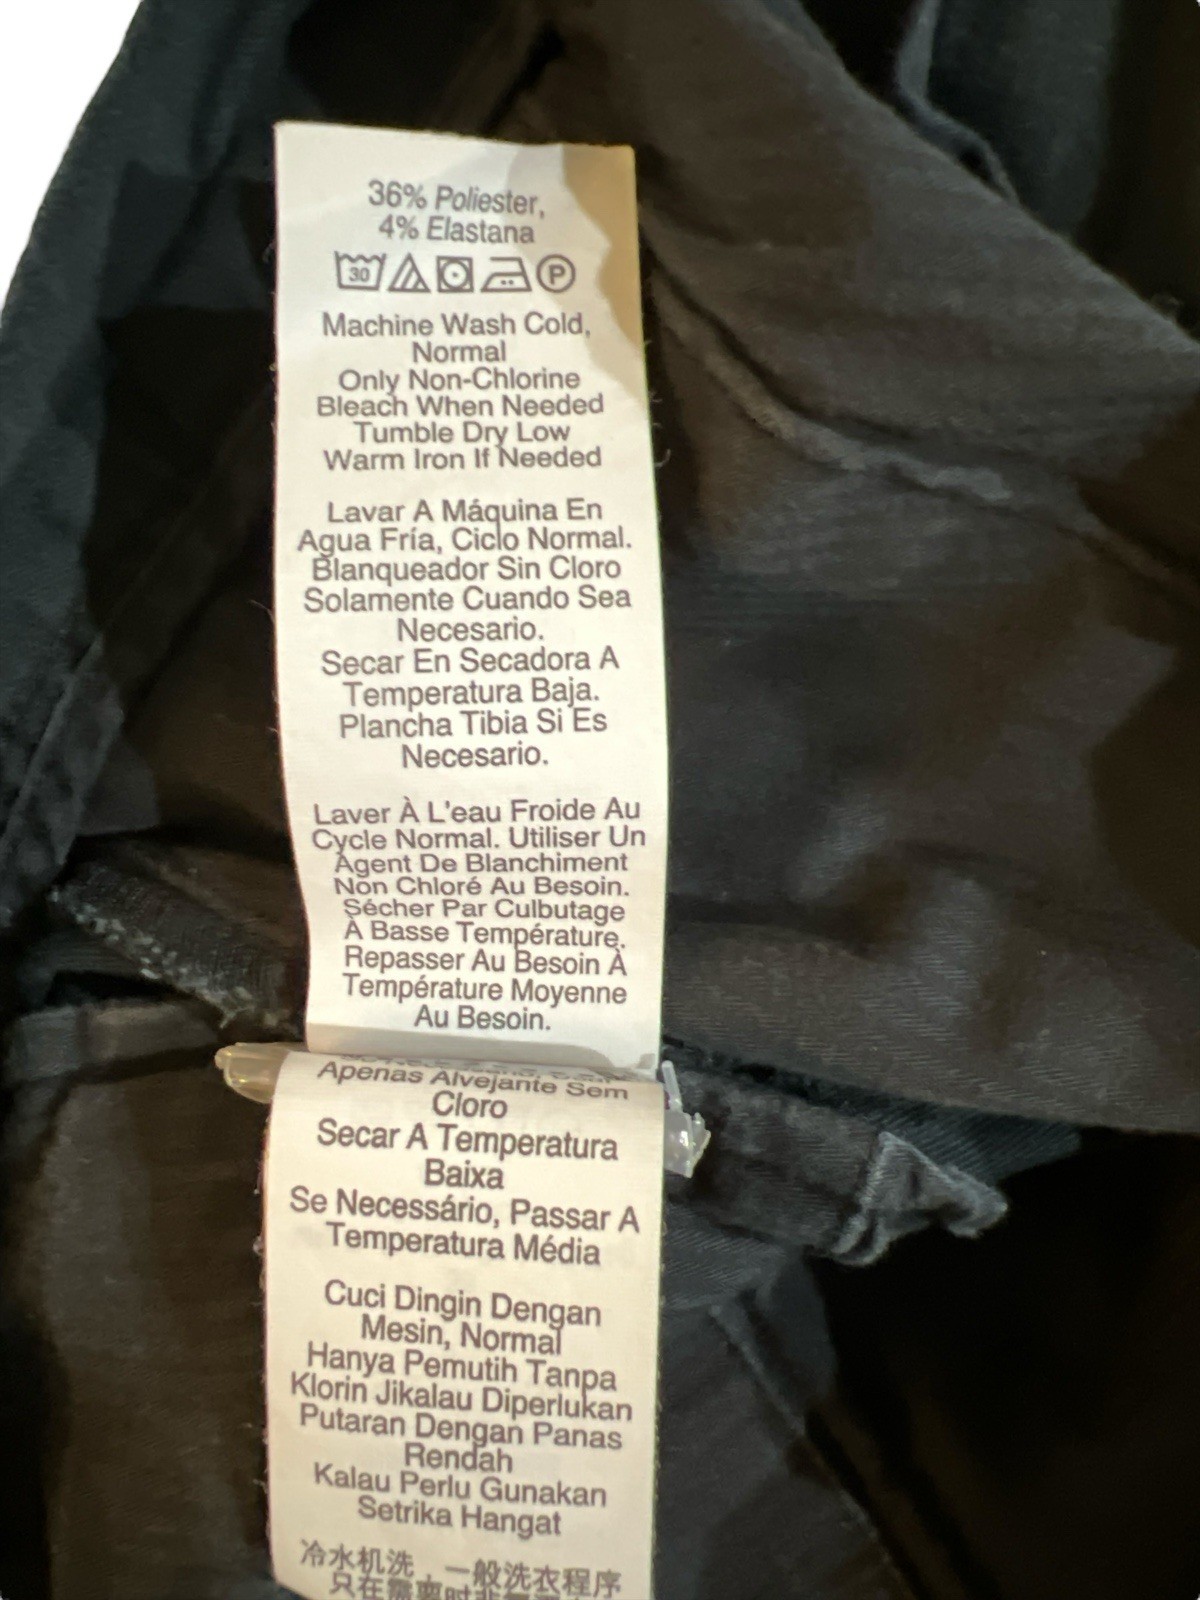 36% Poliester,
4% Elastana
30 P
Machine Wash Cold,
Normal
Only Non-Chlorine
Bleach When Needed
Tumble Dry Low
Warm Iron If Needed
Lavar A Máquina En
Agua Fría, Ciclo Normal.
Blanqueador Sin Cloro
Solamente Cuando Sea
Necesario.
Secar En Secadora A
Temperatura Baja.
Plancha Tibia Si Es
Necesario.
Laver À L'eau Froide Au
Cycle Normal. Utiliser Un
Agent De Blanchiment
Non Chloré Au Besoin.
Sécher Par Culbutage
À Basse Température.
Repasser Au Besoin À
Température Moyenne
Au Besoin.
Apenas Alvejante Sem
Cloro
Secar A Temperatura
Baixa
Se Necessário, Passar A
Temperatura Média
Cuci Dingin Dengan
Mesin, Normal
Hanya Pemutih Tanpa
Klorin Jikalau Diperlukan
Putaran Dengan Panas
Rendah
Kalau Perlu Gunakan
Setrika Hangat
冷水机洗 一般洗衣程序
只在需要时